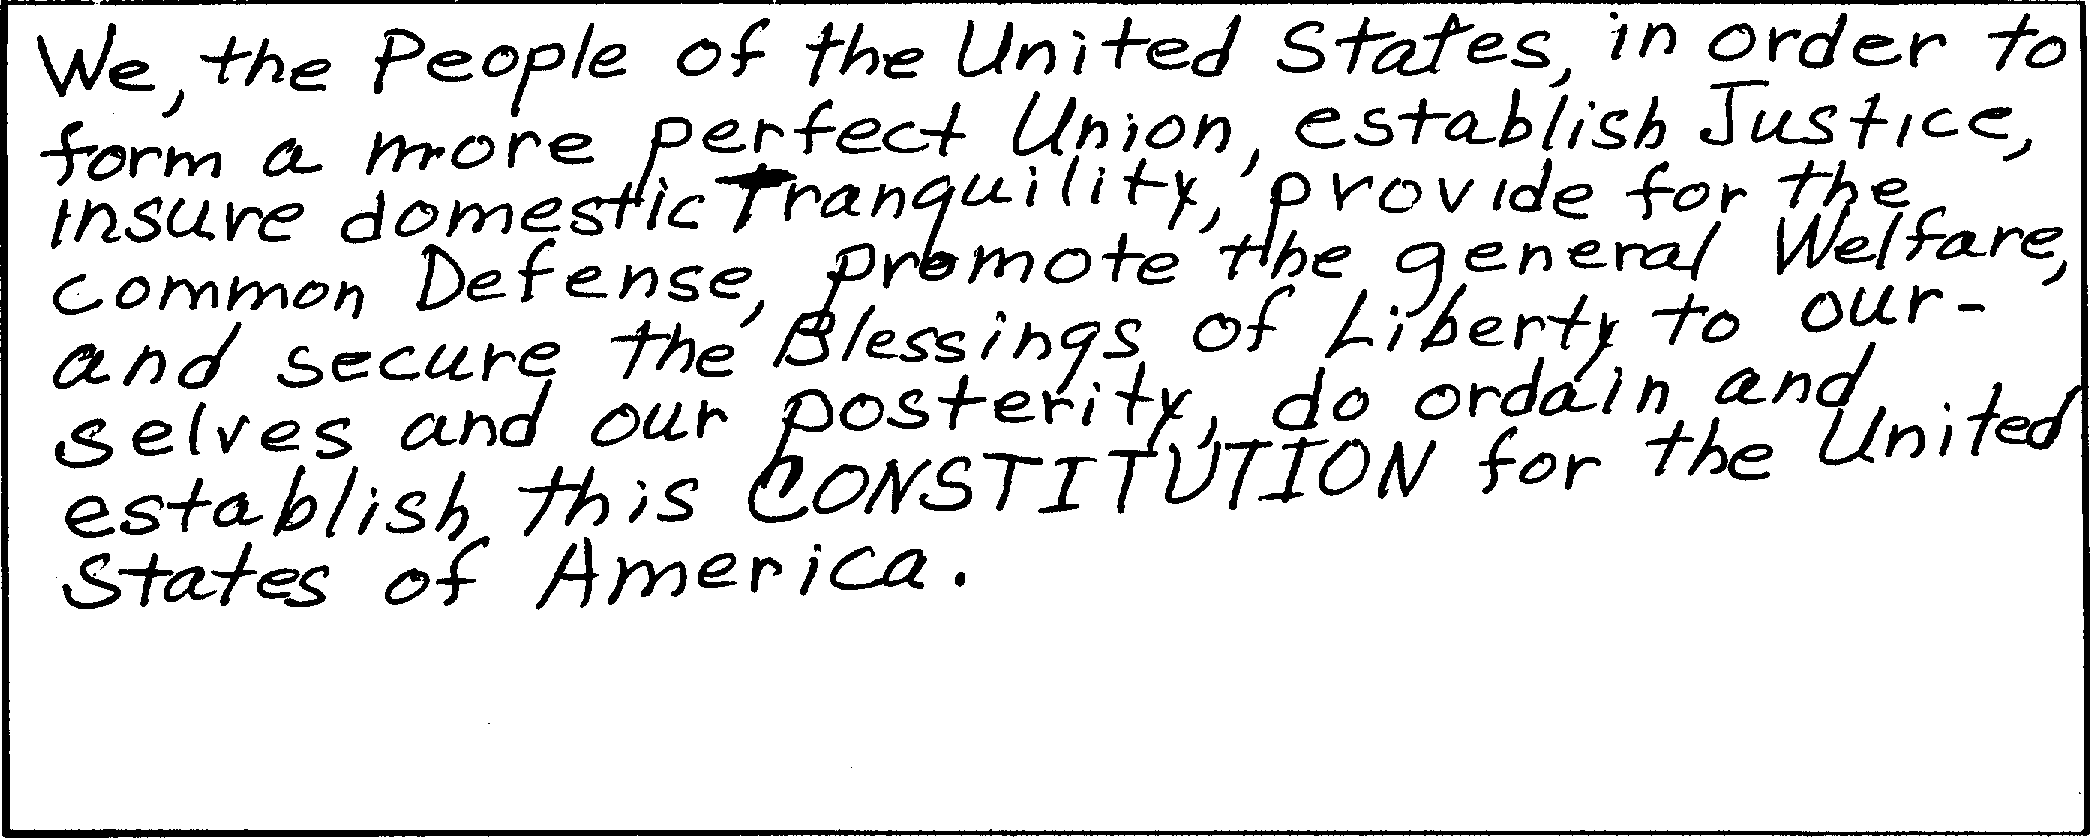 We, the People of the United States, in order to
form a more perfect Union, establish Justice,
insure domestic Tranquility, provide for the
common Defense, promote the general Welfare,
and secure the Blessings of Liberty to our-
selves and our posterity, do ordain and
establish this CONSTITUTION for the United
States of America.